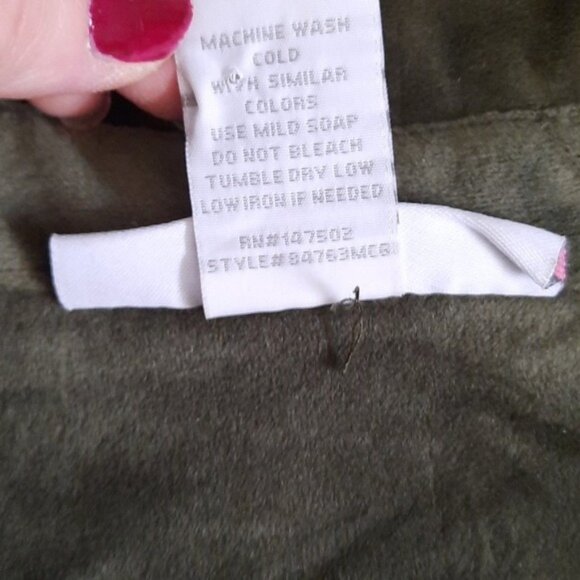 MACHINE WASH
COLD
WITH SIMILAR
COLORS
USE MILD SOAP
DO NOT BLEACH
TUMBLE DRY LOW
LOW IRON IF NEEDED
RN#147502
STYLE#84763MCB